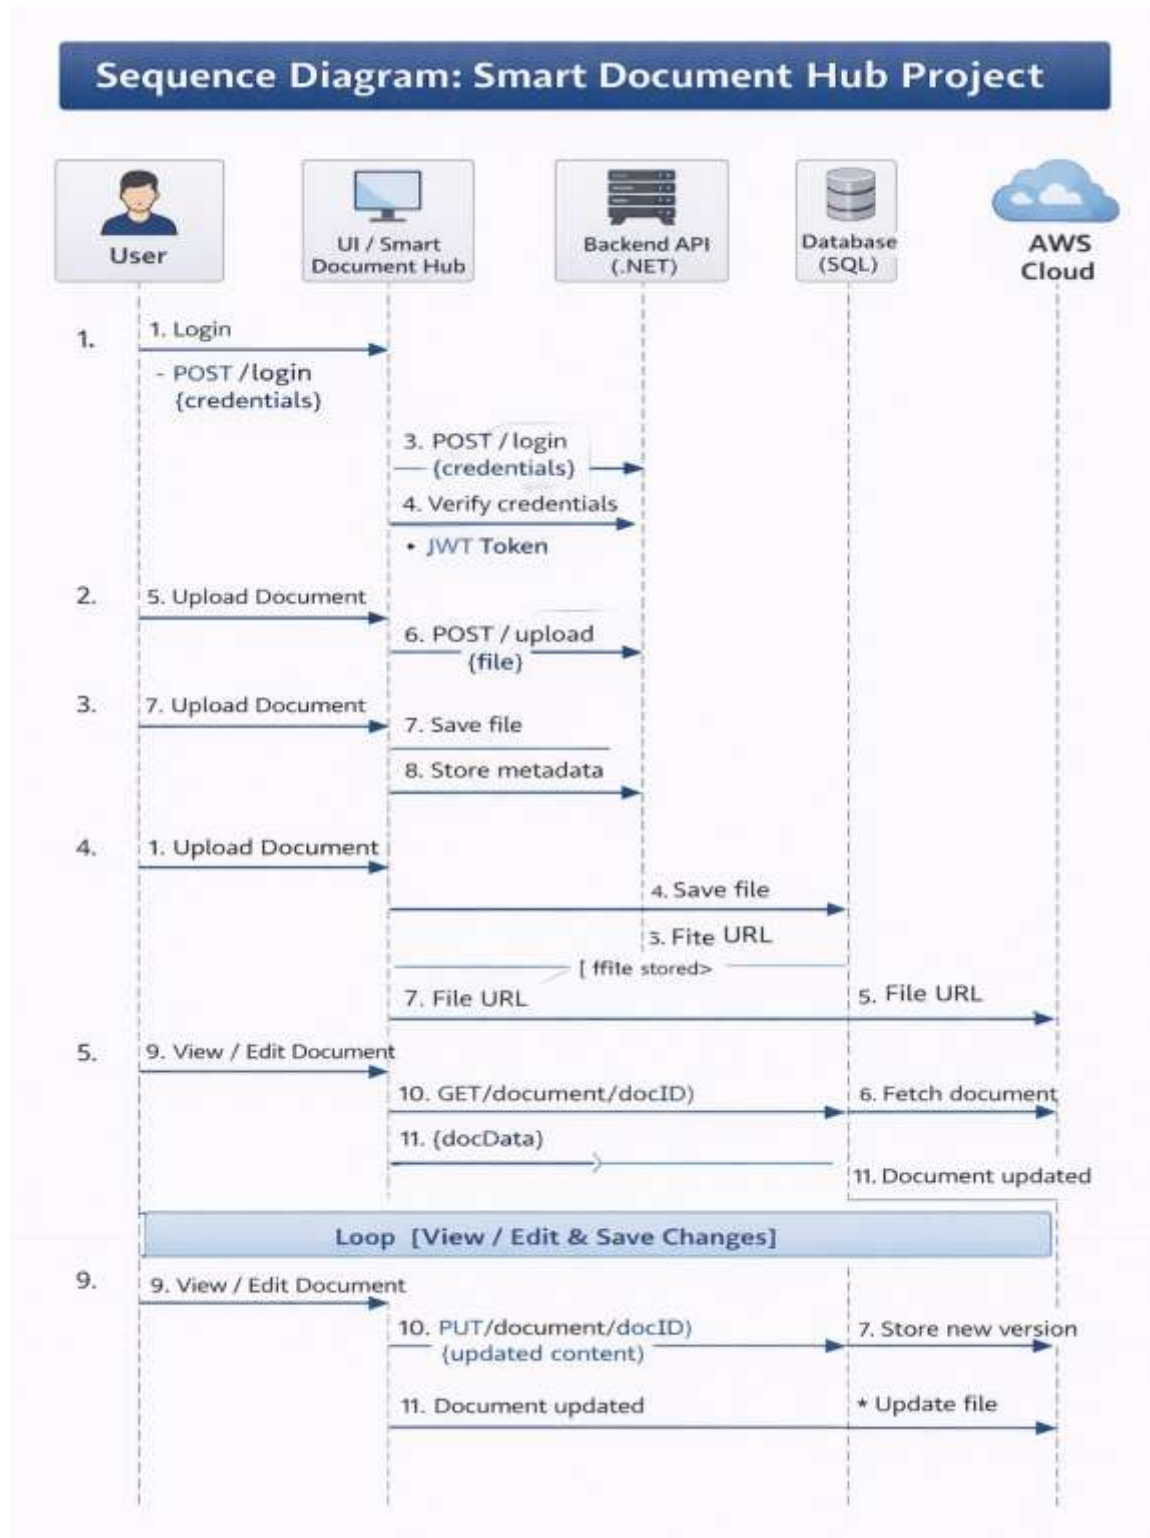 Sequence Diagram: Smart Document Hub Project
User
UI / Smart
Document Hub
Backend API
(.NET)
Database
(SQL)
AWS
Cloud
1.
1. Login
- POST /login
{credentials}
3. POST / login
{credentials}
4. Verify credentials
• JWT Token
2.
5. Upload Document
6. POST / upload
{file}
3.
7. Upload Document
7. Save file
8. Store metadata
4.
1. Upload Document
4. Save file
3. Fite URL
[ ffile stored>
7. File URL
5. File URL
5.
9. View / Edit Document
10. GET/document/docID)
6. Fetch document
11. {docData}
11. Document updated
Loop [View / Edit & Save Changes]
9.
9. View / Edit Document
10. PUT/document/docID)
(updated content)
7. Store new version
11. Document updated
* Update file